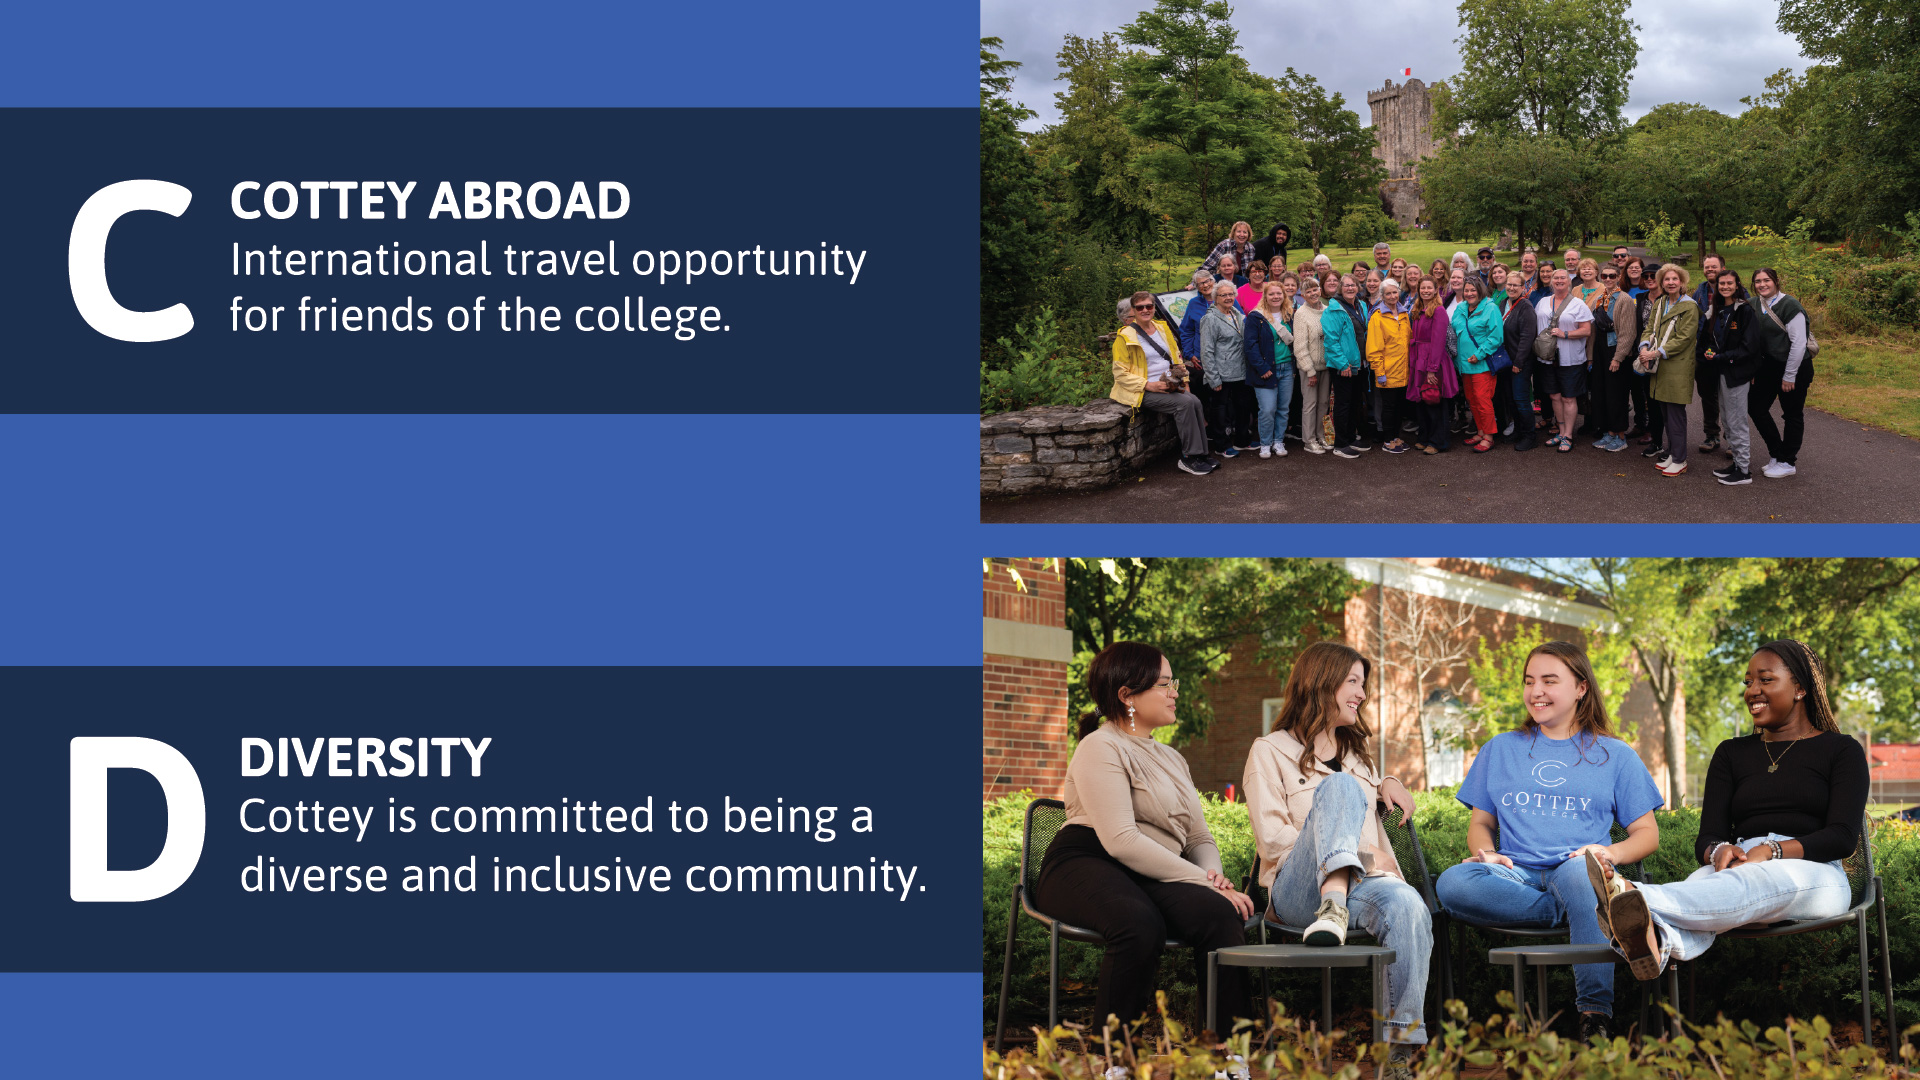 C
COTTEY ABROAD
International travel opportunity
for friends of the college.
D
DIVERSITY
Cottey is committed to being a
diverse and inclusive community.
C
COTTEY
COLLEGE